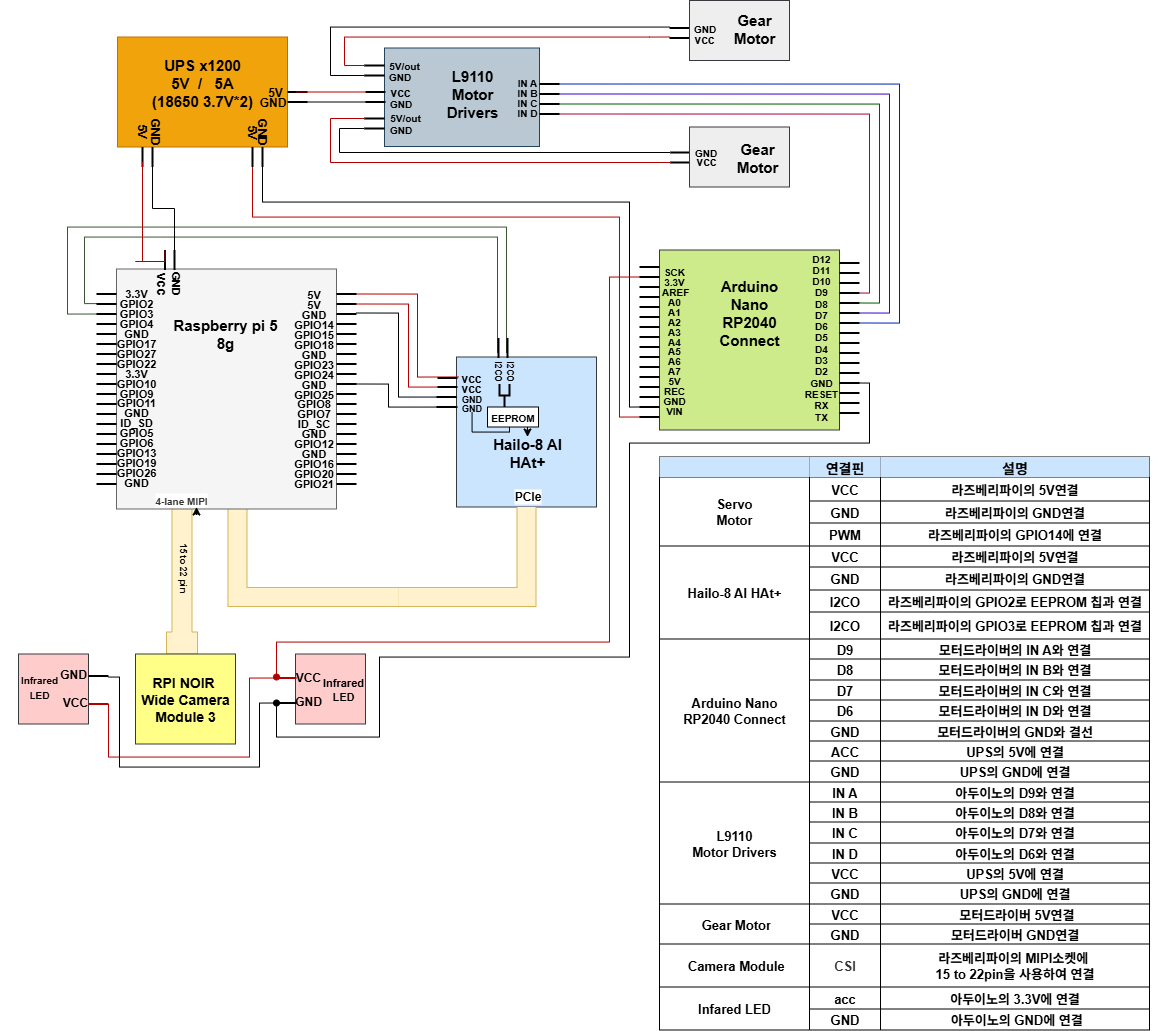 UPS x1200
5V / 5A
(18650 3.7V*2)
5V
GND
5V
GND
5V
GND
L9110
Motor
Drivers
5V/out
GND
VCC
GND
5V/out
GND
IN A
IN B
IN C
IN D
Gear
Motor
GND
VCC
Gear
Motor
GND
VCC
Raspberry pi 5
8g
VCC
GND
3.3V
GPIO2
GPIO3
GPIO4
GND
GPIO17
GPIO27
GPIO22
3.3V
GPIO10
GPIO9
GPIO11
GND
ID_SD
GPIO5
GPIO6
GPIO13
GPIO19
GPIO26
GND
5V
5V
GND
GPIO14
GPIO15
GPIO18
GND
GPIO23
GPIO24
GND
GPIO25
GPIO8
GPIO7
ID_SC
GND
GPIO12
GND
GPIO16
GPIO20
GPIO21
4-lane MIPI
15 to 22 pin
I2CO
I2CO
VCC
VCC
GND
GND
EEPROM
Hailo-8 AI
HAt+
PCIe
Arduino
Nano
RP2040
Connect
SCK
3.3V
AREF
A0
A1
A2
A3
A4
A5
A6
A7
5V
REC
GND
VIN
D12
D11
D10
D9
D8
D7
D6
D5
D4
D3
D2
GND
RESET
RX
TX
Infrared
LED
GND
VCC
RPI NOIR
Wide Camera
Module 3
VCC
GND
Infrared
LED
연결핀 설명
Servo
Motor
VCC 라즈베리파이의 5V연결
GND 라즈베리파이의 GND연결
PWM 라즈베리파이의 GPIO14에 연결
Hailo-8 AI HAt+
VCC 라즈베리파이의 5V연결
GND 라즈베리파이의 GND연결
I2CO 라즈베리파이의 GPIO2로 EEPROM 칩과 연결
I2CO 라즈베리파이의 GPIO3로 EEPROM 칩과 연결
Arduino Nano
RP2040 Connect
D9 모터드라이버의 IN A와 연결
D8 모터드라이버의 IN B와 연결
D7 모터드라이버의 IN C와 연결
D6 모터드라이버의 IN D와 연결
GND 모터드라이버의 GND와 결선
ACC UPS의 5V에 연결
GND UPS의 GND에 연결
L9110
Motor Drivers
IN A 아두이노의 D9와 연결
IN B 아두이노의 D8와 연결
IN C 아두이노의 D7와 연결
IN D 아두이노의 D6와 연결
VCC UPS의 5V에 연결
GND UPS의 GND에 연결
Gear Motor
VCC 모터드라이버 5V연결
GND 모터드라이버 GND연결
Camera Module
CSI 라즈베리파이의 MIPI소켓에
15 to 22pin을 사용하여 연결
Infared LED
acc 아두이노의 3.3V에 연결
GND 아두이노의 GND에 연결